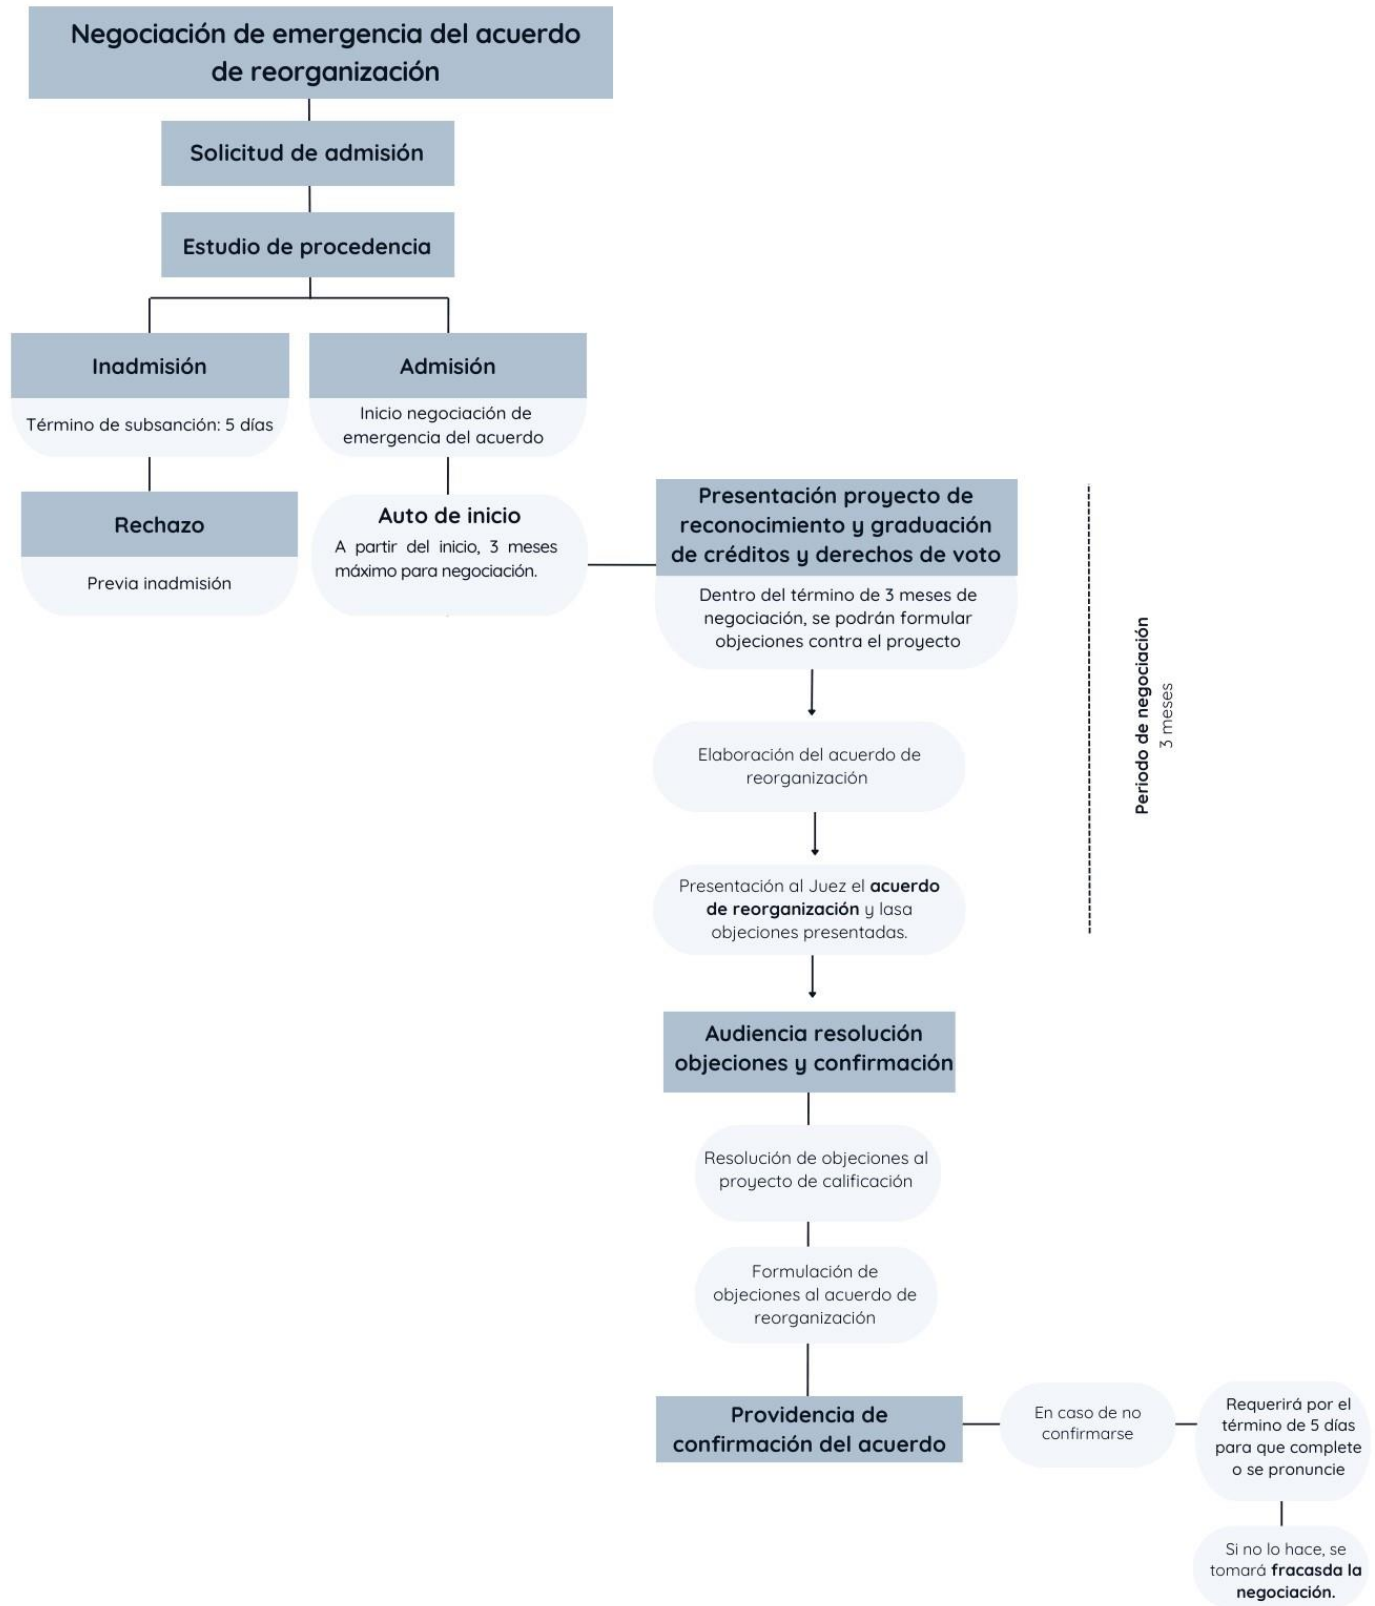 Negociación de emergencia del acuerdo
de reorganización
Solicitud de admisión
Estudio de procedencia
Inadmisión
Término de subsanción: 5 días
Rechazo
Previa inadmisión
Admisión
Inicio negociación de
emergencia del acuerdo
Auto de inicio
A partir del inicio, 3 meses
máximo para negociación.
Presentación proyecto de
reconocimiento y graduación
de créditos y derechos de voto
Dentro del término de 3 meses de
negociación, se podrán formular
objeciones contra el proyecto
Elaboración del acuerdo de
reorganización
Presentación al Juez el acuerdo
de reorganización y lasa
objeciones presentadas.
Periodo de negociación
3 meses
Audiencia resolución
objeciones y confirmación
Resolución de objeciones al
proyecto de calificación
Formulación de
objeciones al acuerdo de
reorganización
Providencia de
confirmación del acuerdo
En caso de no
confirmarse
Requerirá por el
término de 5 días
para que complete
o se pronuncie
Si no lo hace, se
tomará fracasda la
negociación.